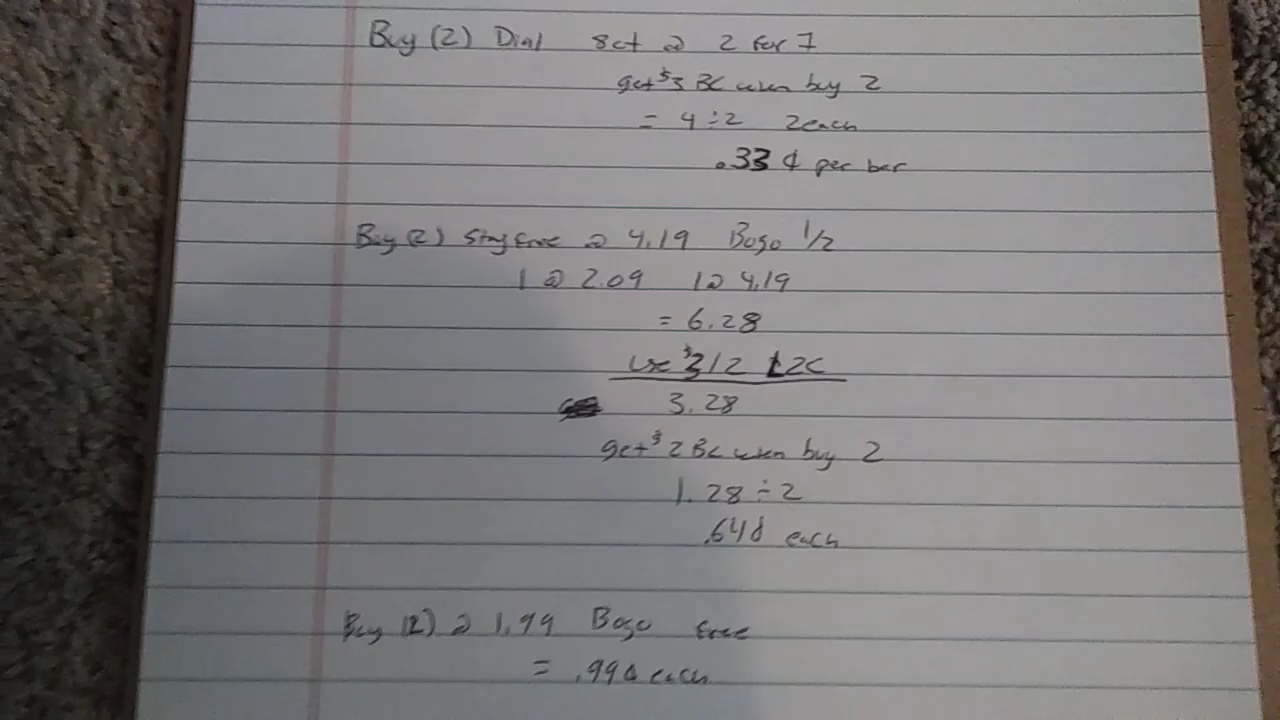 Buy (2) Dial 8ct @ 2 for 7
get $3 BC when buy 2
= 4 ÷ 2 2 each
.33 ¢ per bar
Buy (2) Stayfree @ 4.19 Bogo 1/2
1 @ 2.09 1 @ 4.19
= 6.28
use $3/2
3.28
get $2 BC when buy 2
1.28 ÷ 2
.64¢ each
Buy (2) @ 1.99 Bogo free
= .99¢ each